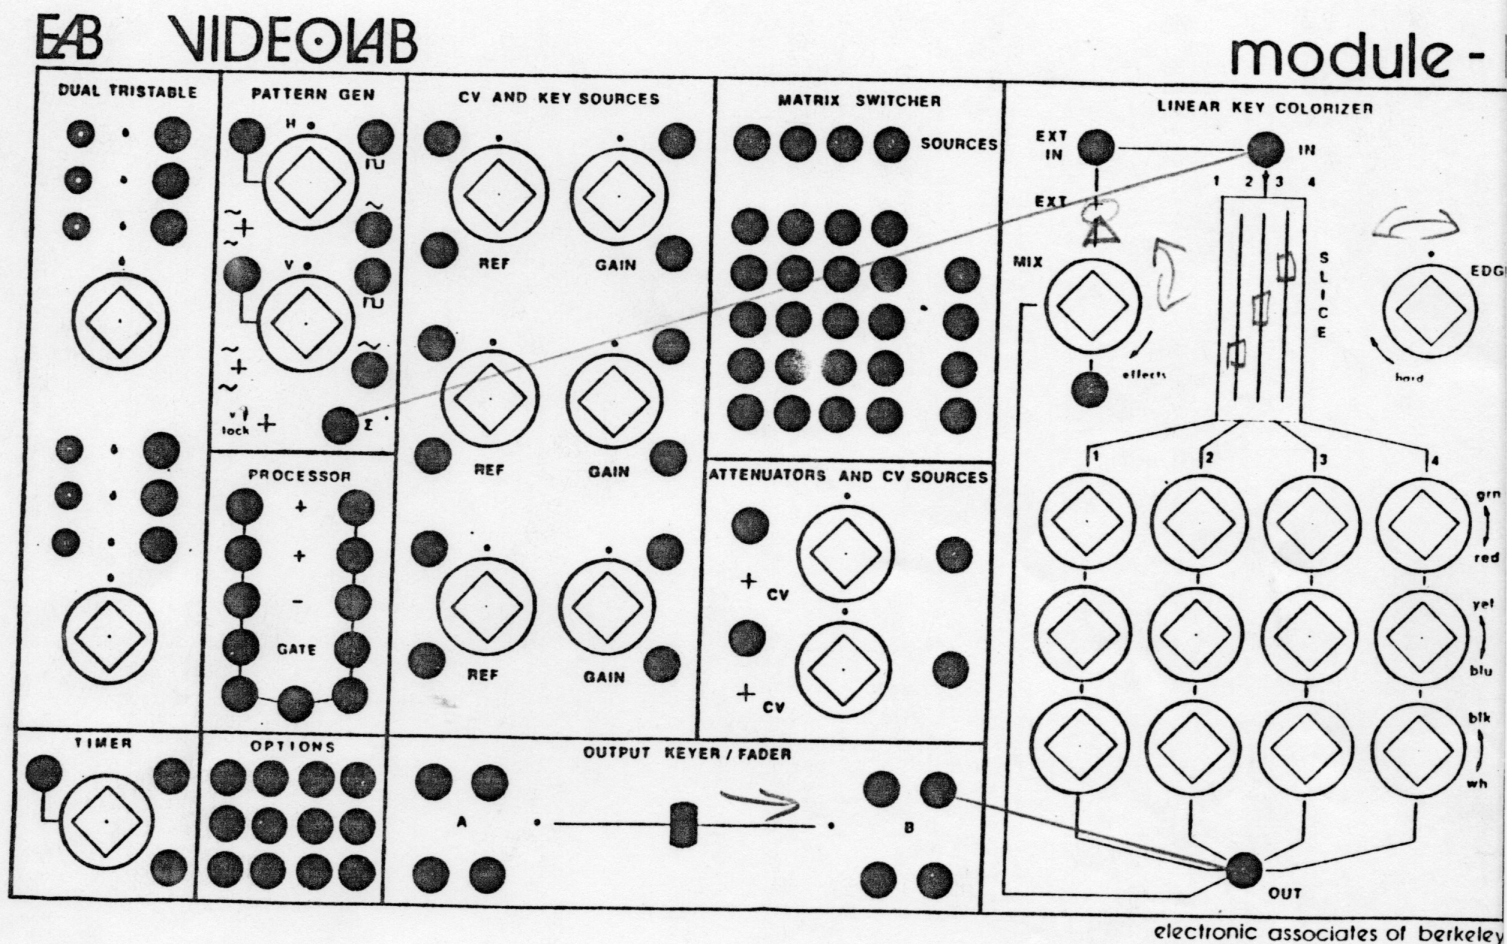 EAB VIDEOLAB
module -
DUAL TRISTABLE
PATTERN GEN
H
V
v
lock
Σ
PROCESSOR
+
+
-
GATE
CV AND KEY SOURCES
REF
GAIN
REF
GAIN
REF
GAIN
MATRIX SWITCHER
SOURCES
ATTENUATORS AND CV SOURCES
+ CV
+ CV
LINEAR KEY COLORIZER
EXT
IN
IN
1 2 3 4
EXT
MIX
effects
SLICE
EDG
hard
1 2 3 4
grn
red
yel
blu
blk
wh
OUT
TIMER
OPTIONS
OUTPUT KEYER / FADER
A
B
electronic associates of berkeley